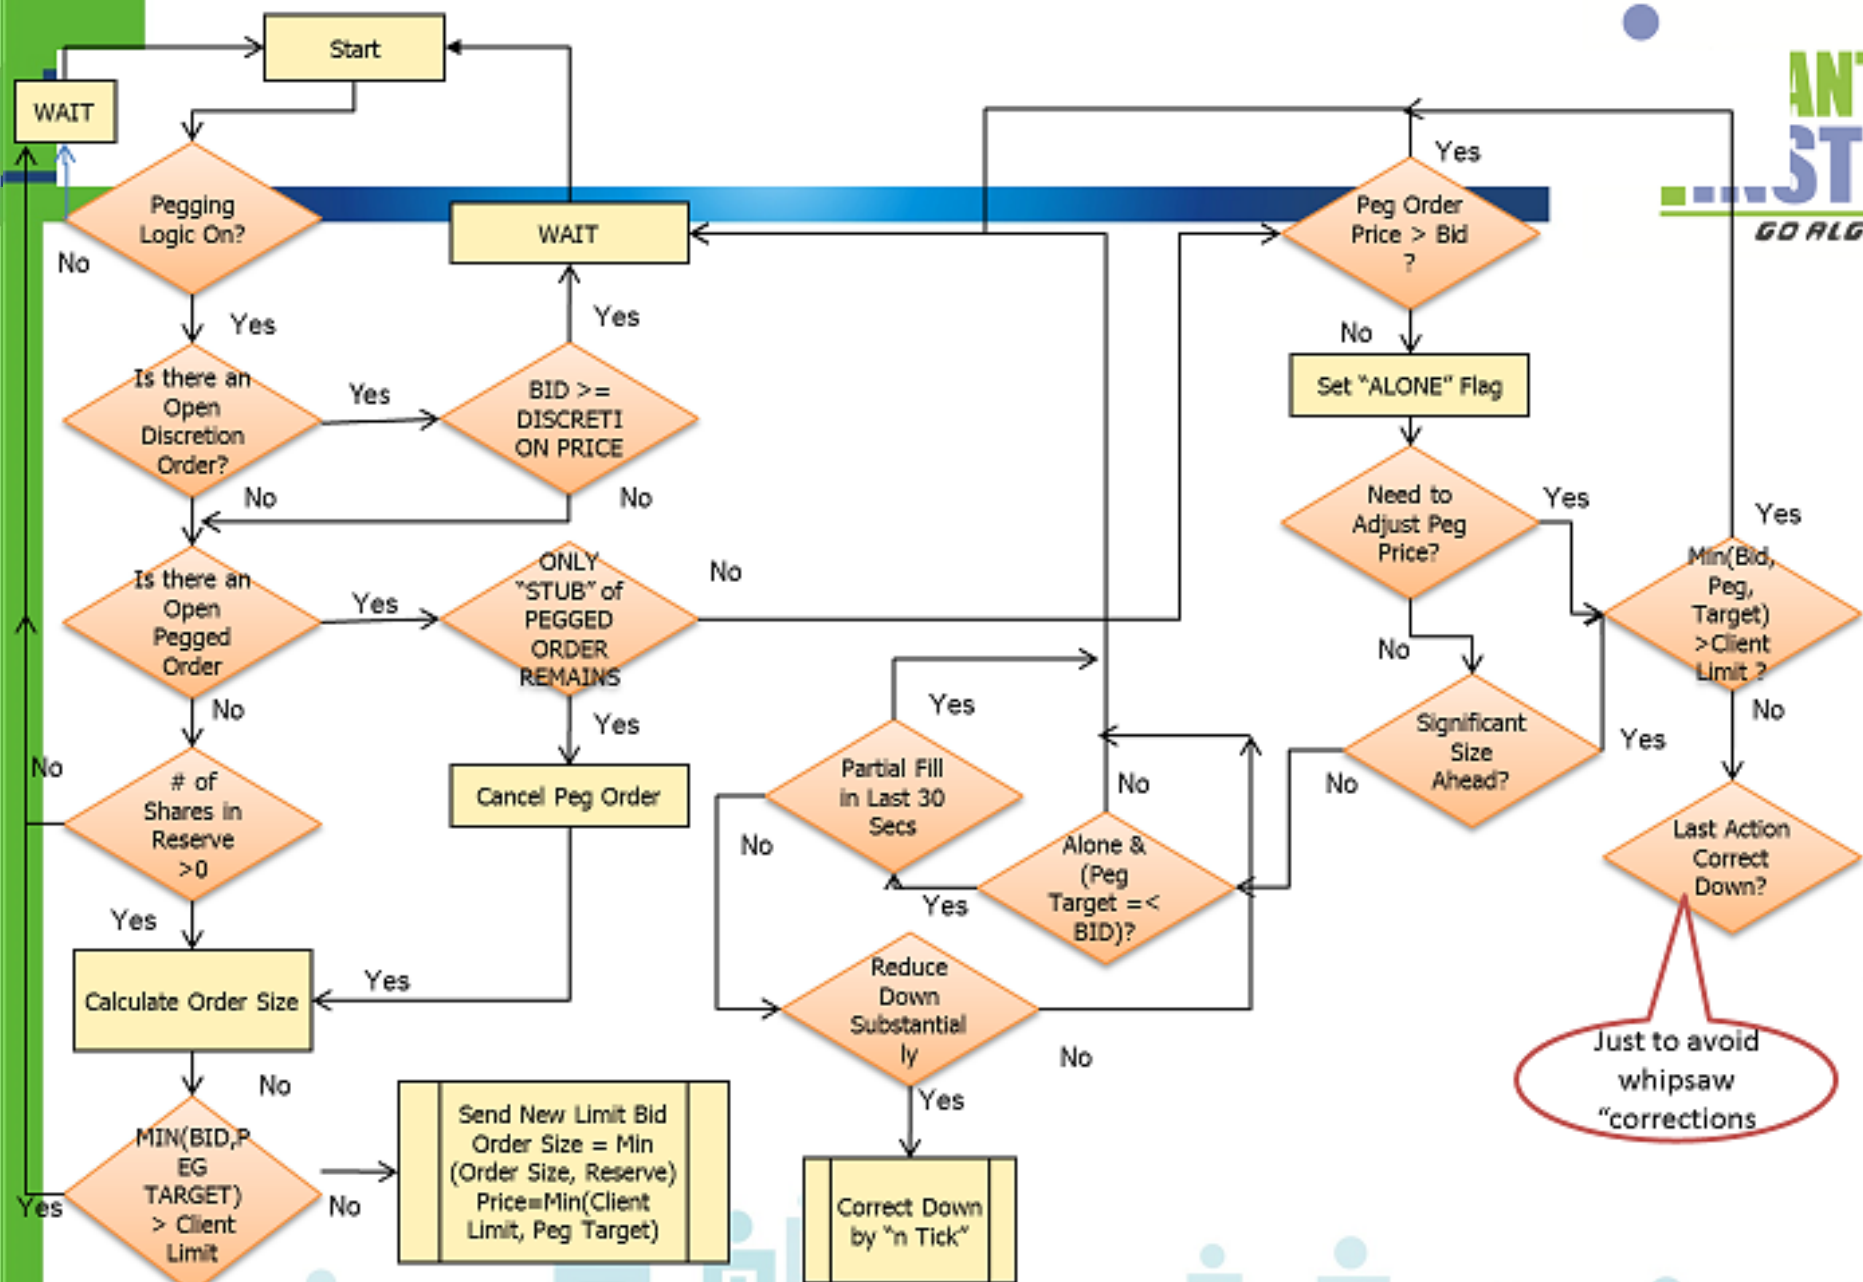 Start
WAIT
Pegging
Logic On?
No
Yes
WAIT
Yes
Is there an
Open
Discretion
Order?
Yes
BID >=
DISCRETI
ON PRICE
No
No
Is there an
Open
Pegged
Order
Yes
ONLY
"STUB" of
PEGGED
ORDER
REMAINS
No
No
Yes
No
# of
Shares in
Reserve
>0
Cancel Peg Order
Yes
Calculate Order Size
Yes
No
MIN(BID,P
EG
TARGET)
> Client
Limit
Yes
No
Send New Limit Bid
Order Size = Min
(Order Size, Reserve)
Price=Min(Client
Limit, Peg Target)
Yes
Partial Fill
in Last 30
Secs
No
Yes
No
Alone &
(Peg
Target =<
BID)?
Reduce
Down
Substantial
ly
No
Yes
Correct Down
by "n Tick"
Yes
Peg Order
Price > Bid
?
No
Set "ALONE" Flag
Need to
Adjust Peg
Price?
Yes
No
Significant
Size
Ahead?
No
Yes
Yes
Min(Bid,
Peg,
Target)
>Client
Limit ?
No
Last Action
Correct
Down?
Just to avoid
whipsaw
"corrections
AN
ST
GO ALG